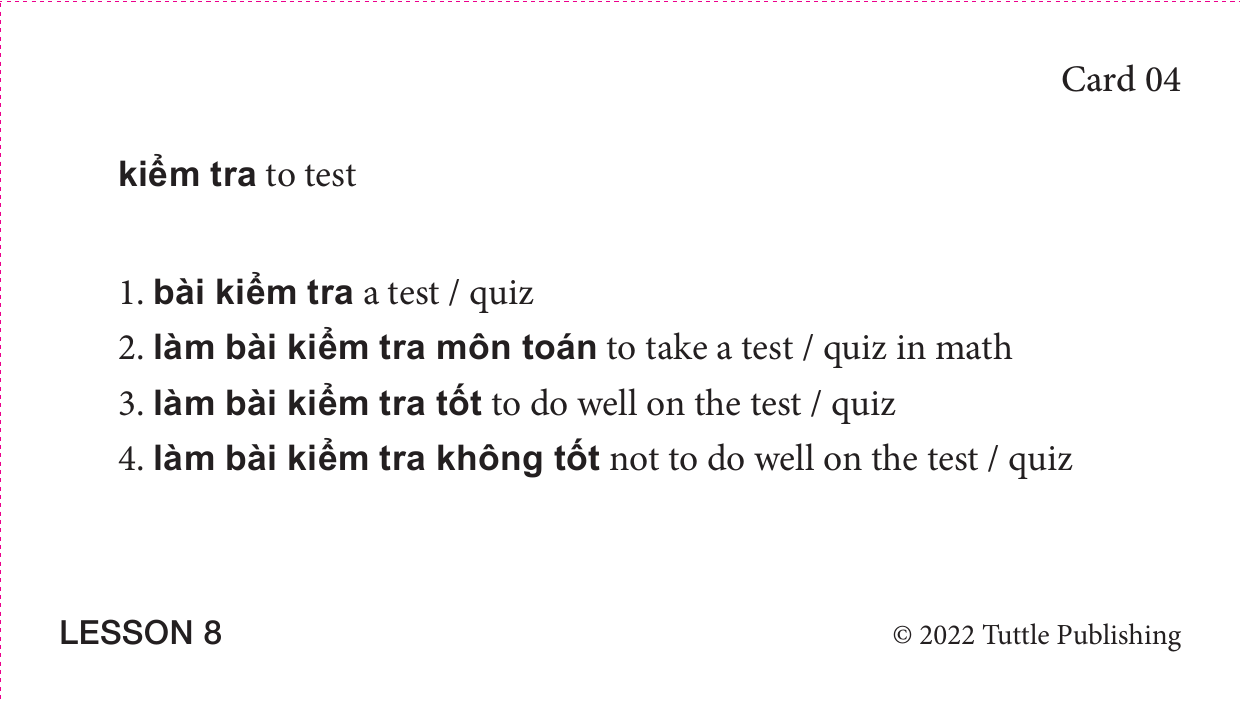 Card 04
kiểm tra to test
1. bài kiểm tra a test / quiz
2. làm bài kiểm tra môn toán to take a test / quiz in math
3. làm bài kiểm tra tốt to do well on the test / quiz
4. làm bài kiểm tra không tốt not to do well on the test / quiz
LESSON 8 © 2022 Tuttle Publishing